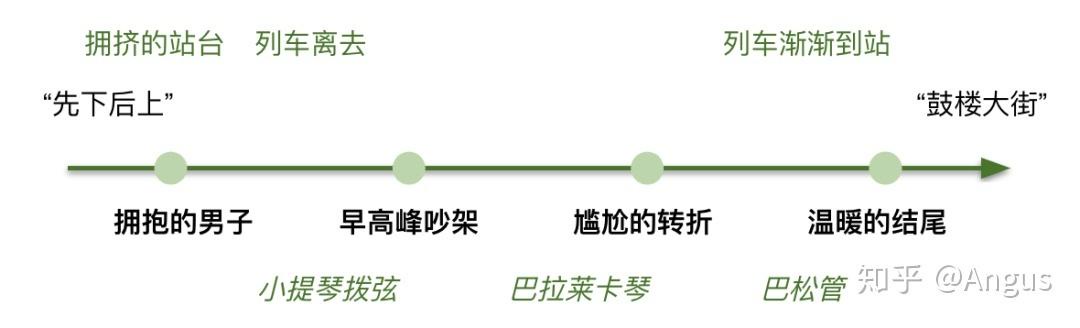 拥挤的站台 列车离去 列车渐渐到站
“先下后上” “鼓楼大街”
拥抱的男子 早高峰吵架 尴尬的转折 温暖的结尾
小提琴拨弦 巴拉莱卡琴 巴松管
知乎 @Angus